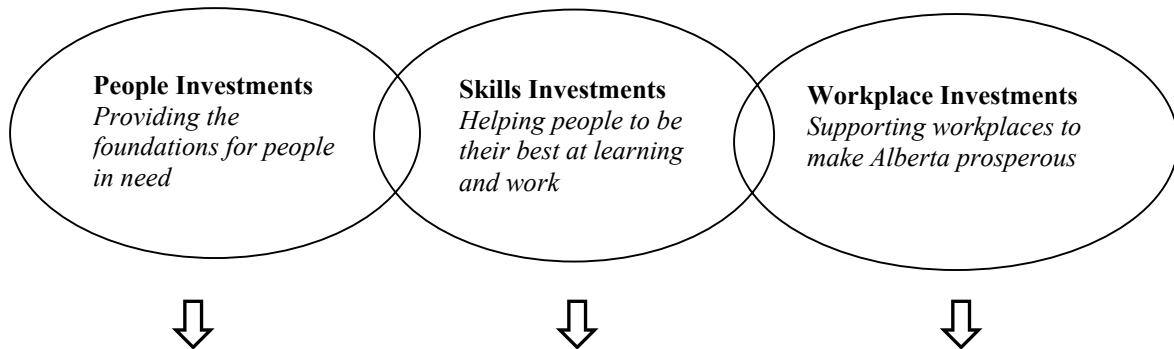 People Investments
Providing the
foundations for people
in need
Skills Investments
Helping people to be
their best at learning
and work
Workplace Investments
Supporting workplaces to
make Alberta prosperous